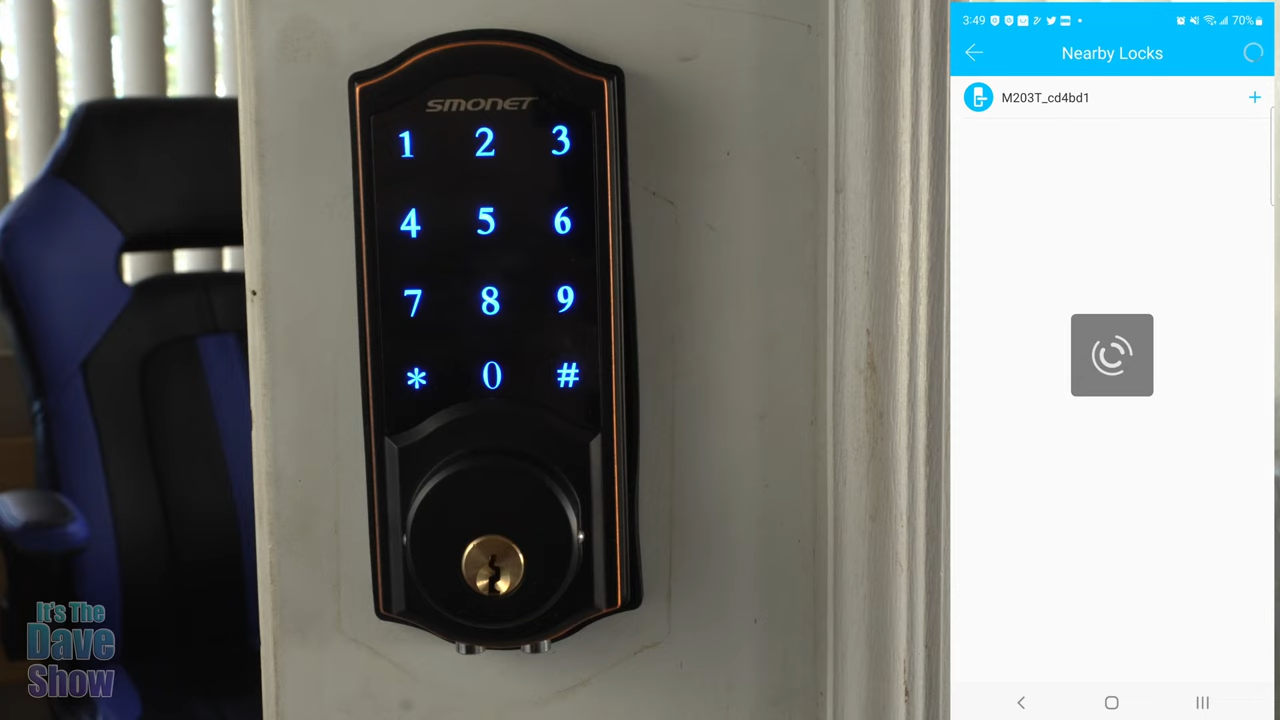 SMONET
1 2 3
4 5 6
7 8 9
* 0 #
It's The
Dave
Show
3:49
70%
Nearby Locks
M203T_cd4bd1
+